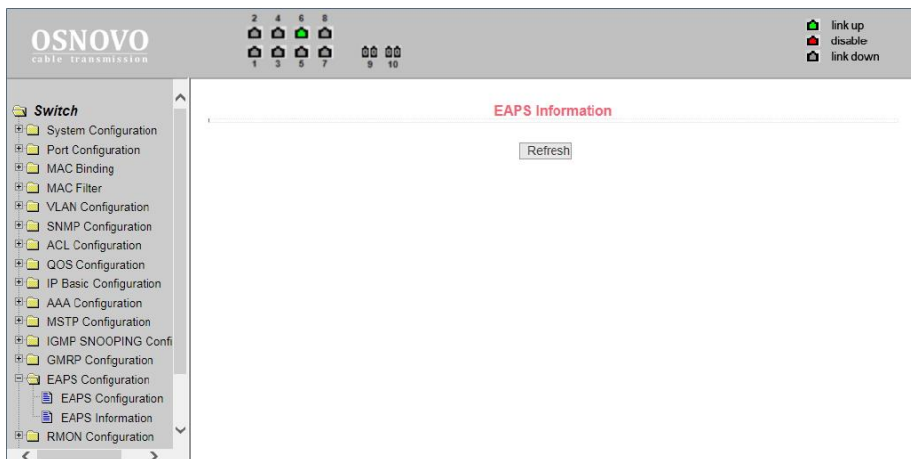 OSNOVO
cable transmission
2 4 6 8
1 3 5 7 9 10
link up
disable
link down
Switch
System Configuration
Port Configuration
MAC Binding
MAC Filter
VLAN Configuration
SNMP Configuration
ACL Configuration
QOS Configuration
IP Basic Configuration
AAA Configuration
MSTP Configuration
IGMP SNOOPING Confi
GMRP Configuration
EAPS Configuration
EAPS Configuration
EAPS Information
RMON Configuration
EAPS Information
Refresh